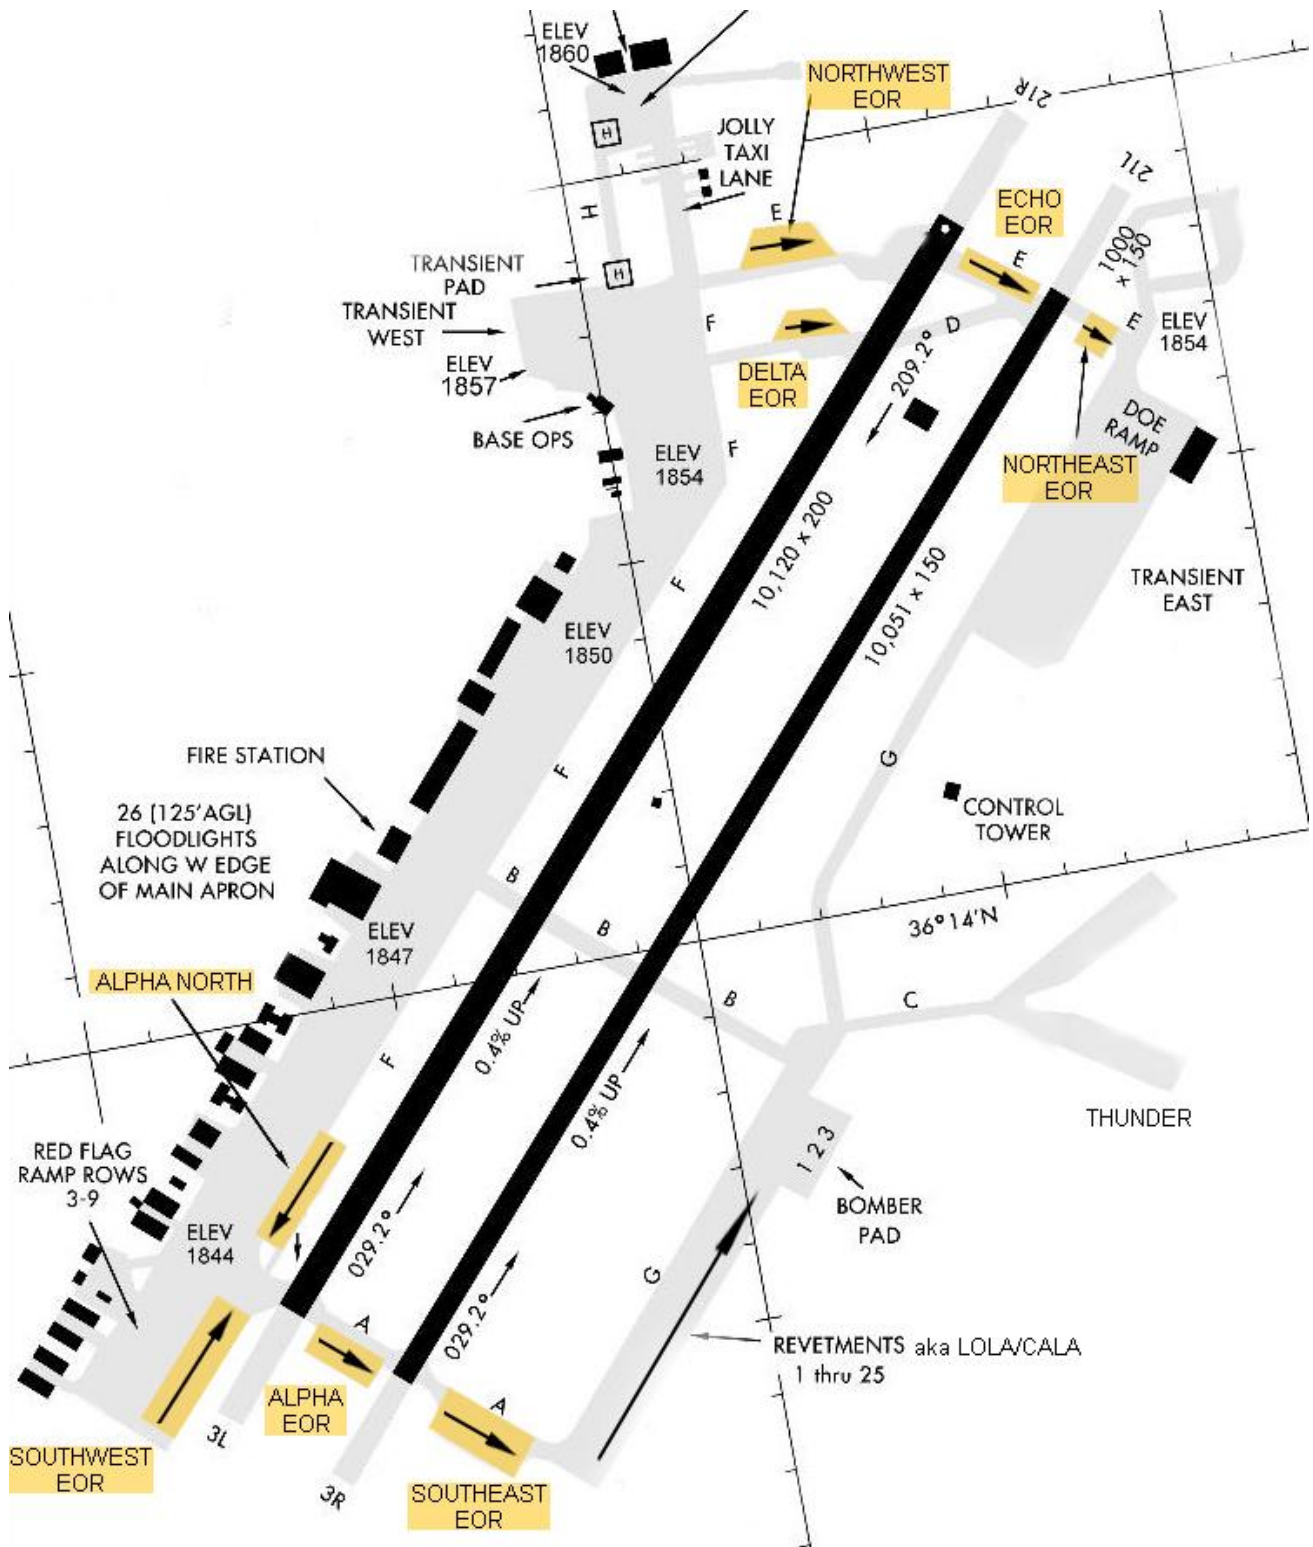 ELEV
1860
NORTHWEST
EOR
21R
H
JOLLY
TAXI
LANE
21L
H
E
ECHO
EOR
E
1000
x 150
TRANSIENT
PAD
H
TRANSIENT
WEST
F
D
E
ELEV
1854
ELEV
1857
DELTA
EOR
209.2°
BASE OPS
ELEV
1854
F
DOE
RAMP
NORTHEAST
EOR
10,120 x 200
10,051 x 150
TRANSIENT
EAST
F
ELEV
1850
FIRE STATION
F
G
26 (125'AGL)
FLOODLIGHTS
ALONG W EDGE
OF MAIN APRON
CONTROL
TOWER
B
B
36°14'N
ELEV
1847
ALPHA NORTH
B
C
0.4% UP
F
0.4% UP
THUNDER
RED FLAG
RAMP ROWS
3-9
1 2 3
BOMBER
PAD
ELEV
1844
029.2°
G
029.2°
A
REVETMENTS aka LOLA/CALA
1 thru 25
ALPHA
EOR
A
3L
SOUTHWEST
EOR
3R
SOUTHEAST
EOR